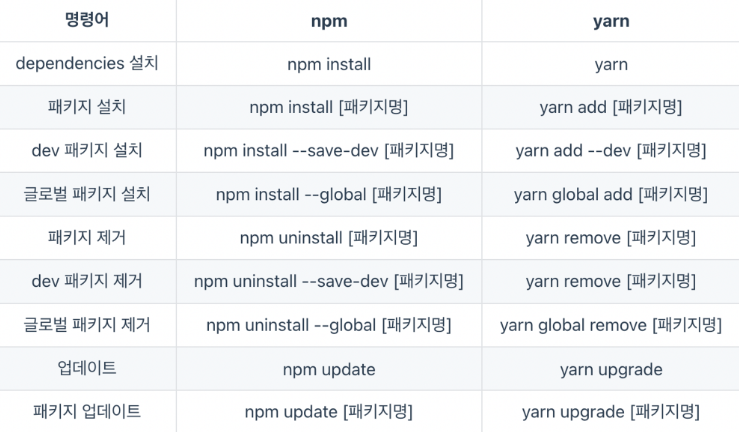 명령어 npm yarn
dependencies 설치 npm install yarn
패키지 설치 npm install [패키지명] yarn add [패키지명]
dev 패키지 설치 npm install --save-dev [패키지명] yarn add --dev [패키지명]
글로벌 패키지 설치 npm install --global [패키지명] yarn global add [패키지명]
패키지 제거 npm uninstall [패키지명] yarn remove [패키지명]
dev 패키지 제거 npm uninstall --save-dev [패키지명] yarn remove [패키지명]
글로벌 패키지 제거 npm uninstall --global [패키지명] yarn global remove [패키지명]
업데이트 npm update yarn upgrade
패키지 업데이트 npm update [패키지명] yarn upgrade [패키지명]